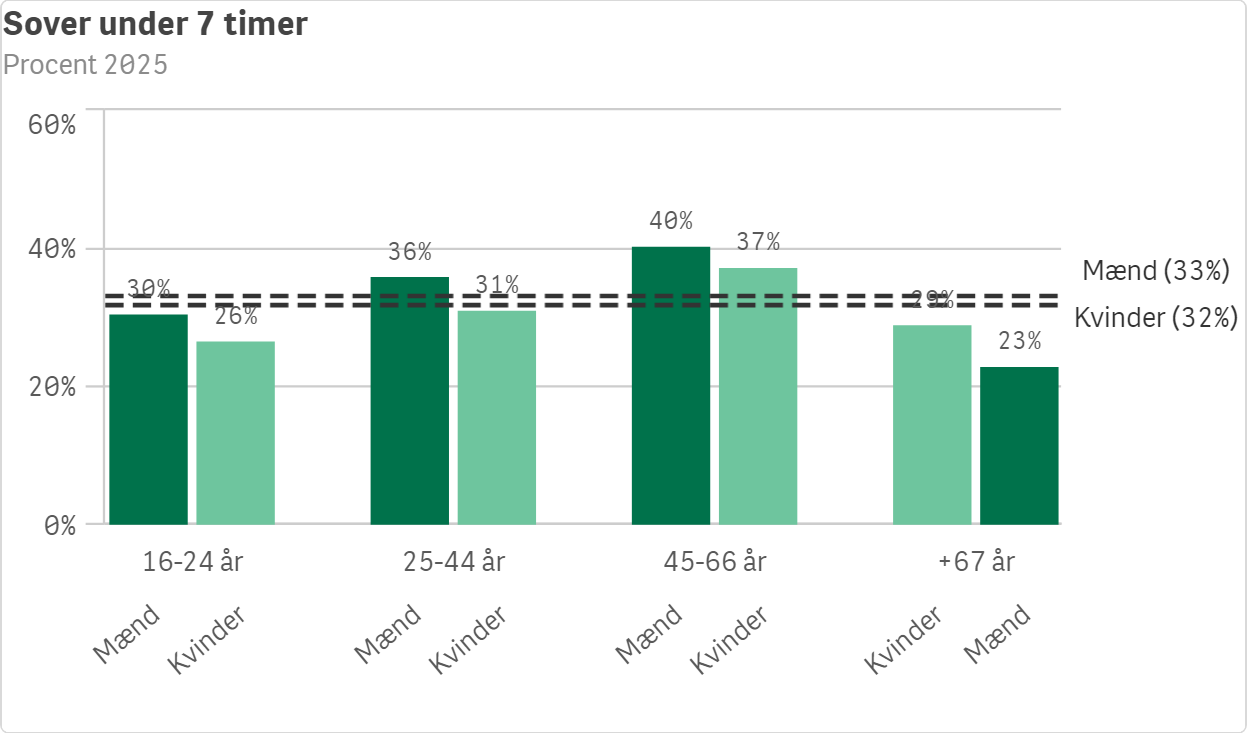 Sover under 7 timer
Procent 2025
60%
40%
20%
0%
30%
26%
36%
31%
40%
37%
29%
23%
Mænd (33%)
Kvinder (32%)
16-24 år
25-44 år
45-66 år
+67 år
Mænd
Kvinder
Mænd
Kvinder
Mænd
Kvinder
Kvinder
Mænd